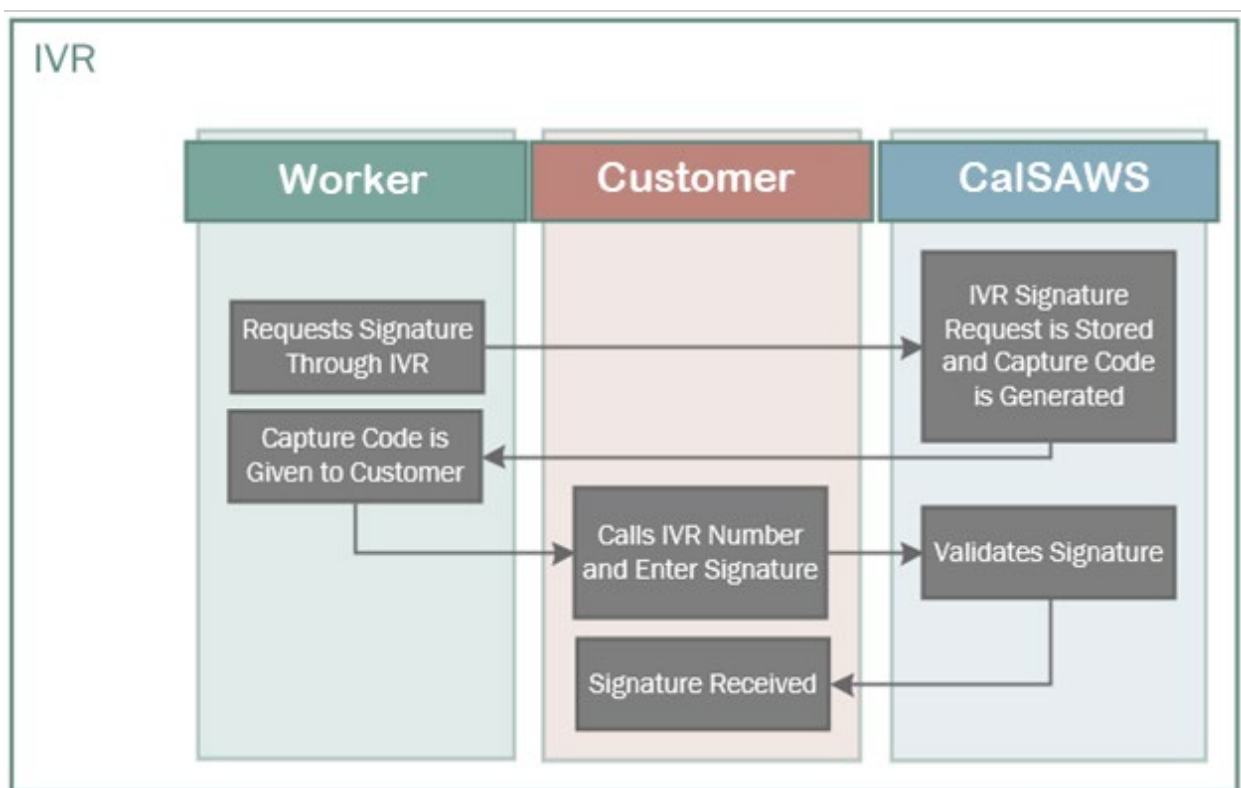 IVR
Worker
Customer
CalSAWS
Requests Signature
Through IVR
IVR Signature
Request is Stored
and Capture Code
is Generated
Capture Code is
Given to Customer
Calls IVR Number
and Enter Signature
Validates Signature
Signature Received